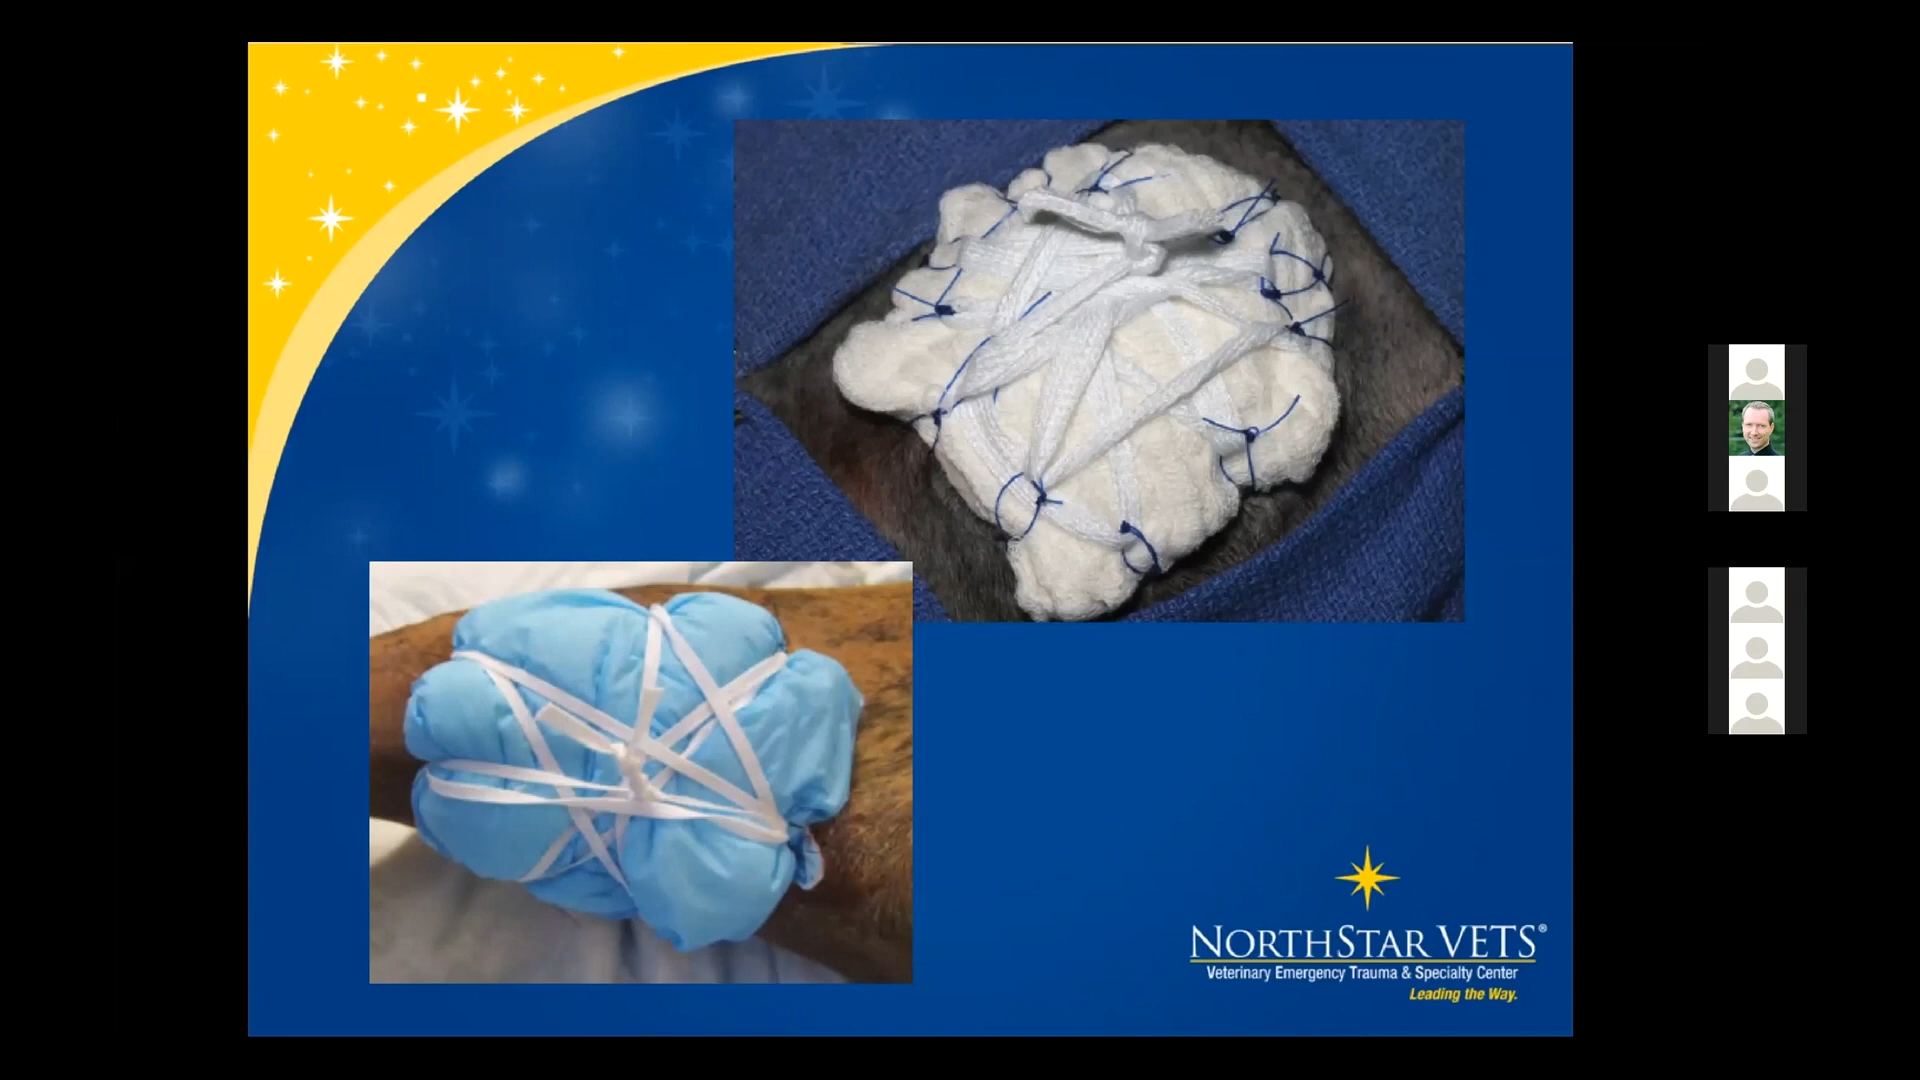 NORTHSTAR VETS®
Veterinary Emergency Trauma & Specialty Center
Leading the Way.